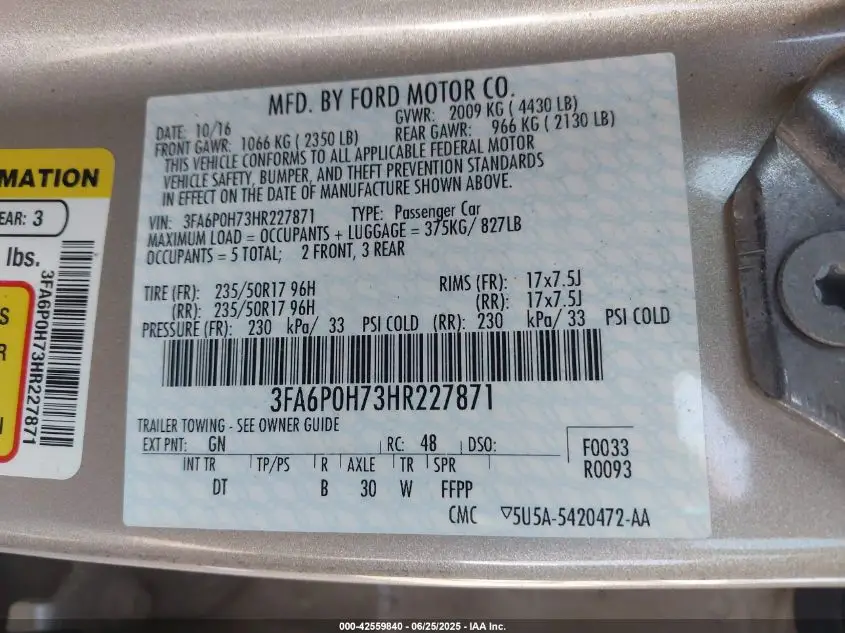 MFD. BY FORD MOTOR CO.
DATE: 10/16 GVWR: 2009 KG ( 4430 LB)
FRONT GAWR: 1066 KG ( 2350 LB) REAR GAWR: 966 KG ( 2130 LB)
THIS VEHICLE CONFORMS TO ALL APPLICABLE FEDERAL MOTOR
VEHICLE SAFETY, BUMPER, AND THEFT PREVENTION STANDARDS
IN EFFECT ON THE DATE OF MANUFACTURE SHOWN ABOVE.
VIN: 3FA6P0H73HR227871 TYPE: Passenger Car
MAXIMUM LOAD = OCCUPANTS + LUGGAGE = 375KG/ 827LB
OCCUPANTS = 5 TOTAL; 2 FRONT, 3 REAR
TIRE (FR): 235/50R17 96H RIMS (FR): 17x7.5J
(RR): 235/50R17 96H (RR): 17x7.5J
PRESSURE (FR): 230 kPa/ 33 PSI COLD (RR): 230 kPa/ 33 PSI COLD
3FA6P0H73HR227871
TRAILER TOWING - SEE OWNER GUIDE
EXT PNT: GN RC: 48 DSO:
F0033
R0093
INT TR TP/PS R AXLE TR SPR
DT B 30 W FFPP
CMC ▽5U5A-5420472-AA
MATION
EAR: 3
lbs.
S
R
N
3FA6P0H73HR227871
000-42559840 - 06/25/2025 - IAA Inc.